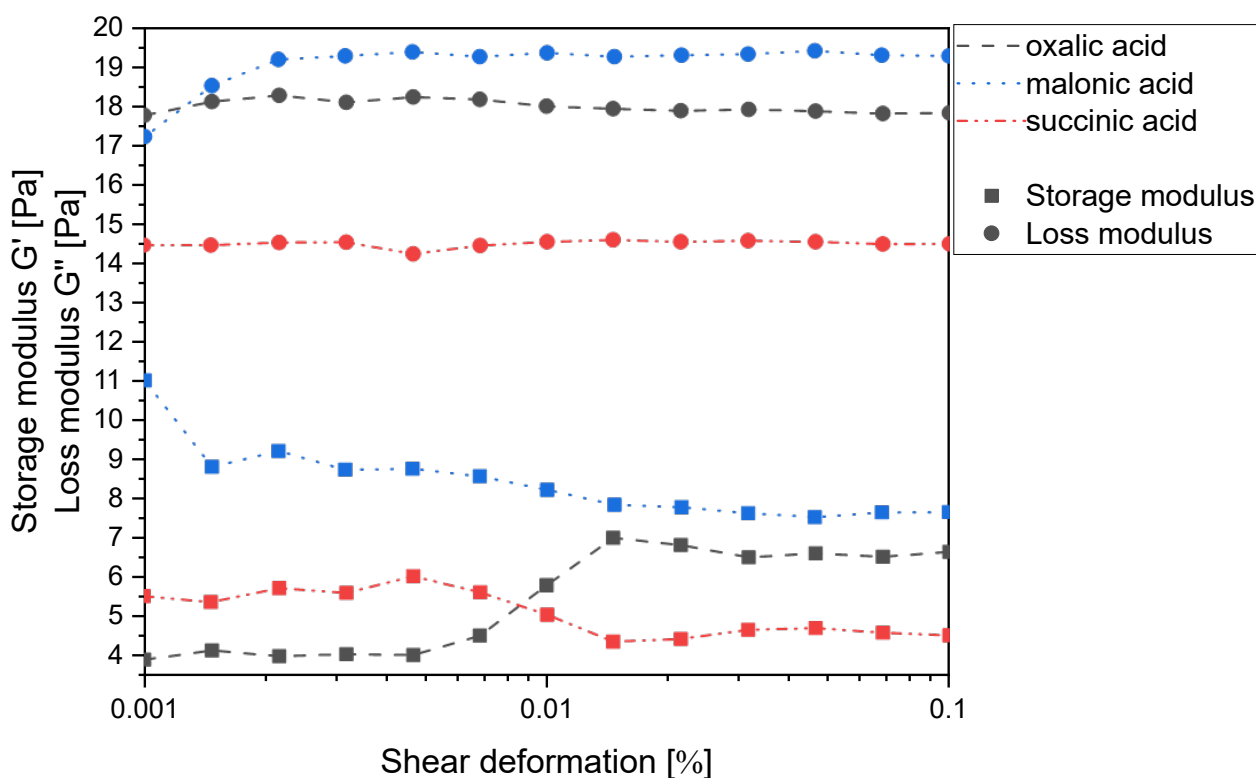 20
19
18
17
16
15
14
13
12
11
10
9
8
7
6
5
4
Storage modulus G' [Pa]
Loss modulus G'' [Pa]
0.001
0.01
0.1
Shear deformation [%]
oxalic acid
malonic acid
succinic acid
Storage modulus
Loss modulus